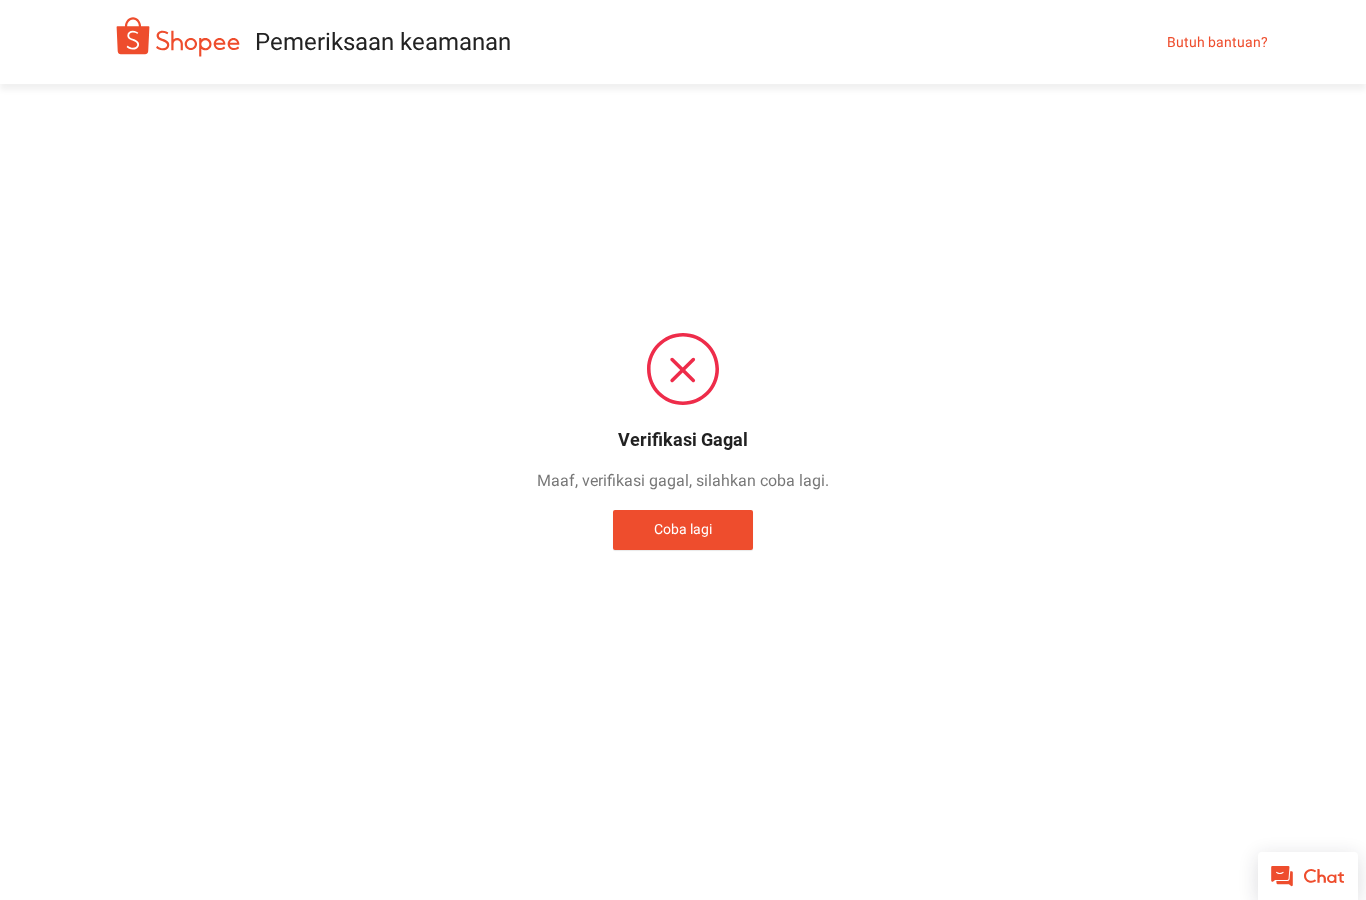 Shopee Pemeriksaan keamanan Butuh bantuan?
Verifikasi Gagal
Maaf, verifikasi gagal, silahkan coba lagi.
Coba lagi
Chat